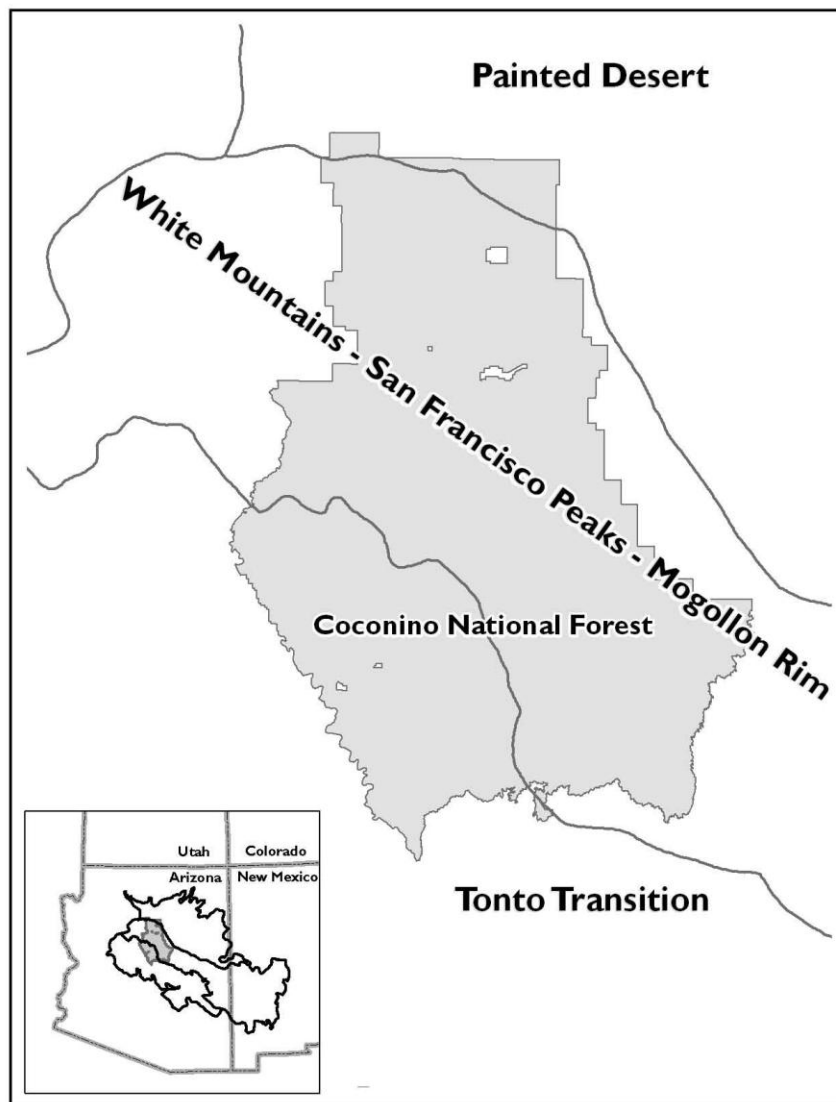 Painted Desert
White Mountains - San Francisco Peaks - Mogollon Rim
Coconino National Forest
Tonto Transition
Utah Colorado
Arizona New Mexico